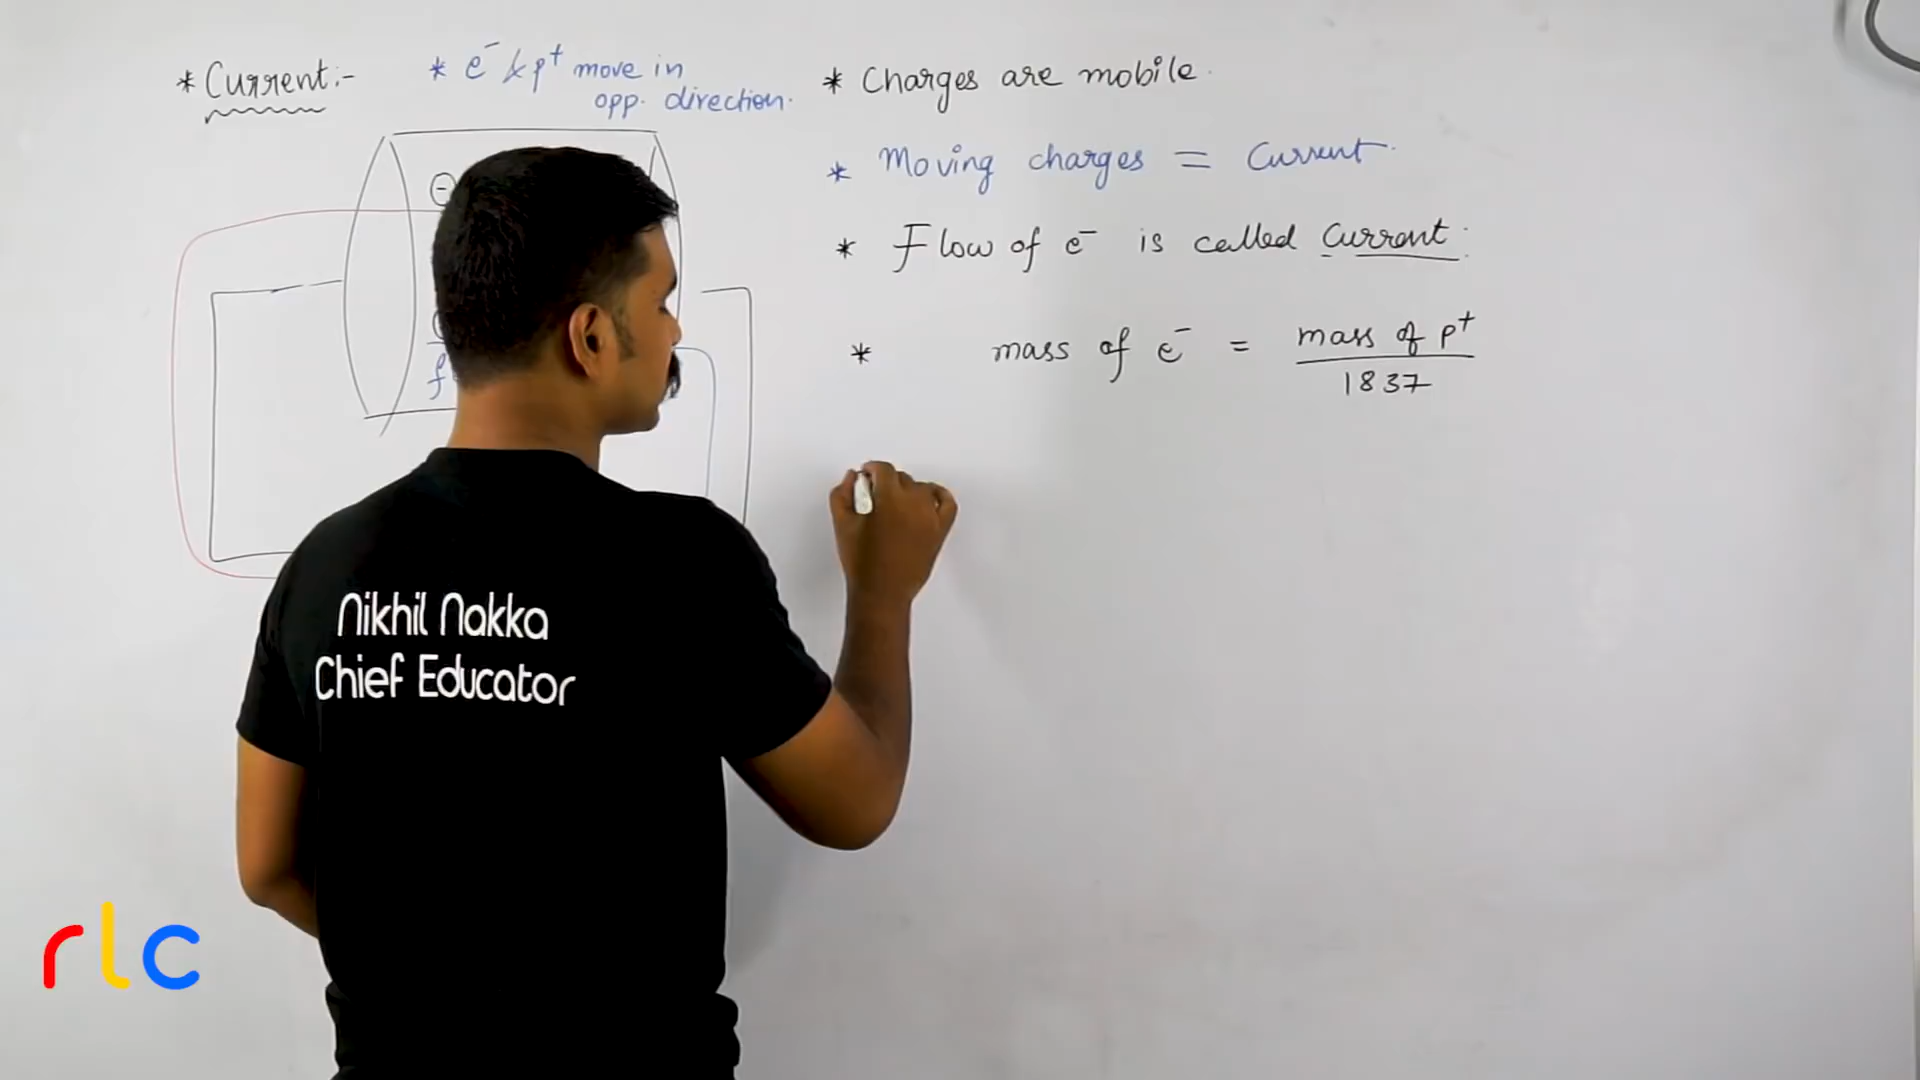 * Current:-
* e⁻ & p⁺ move in
opp. direction.
* Charges are mobile.
* Moving charges = Current.
* Flow of e⁻ is called Current.
* mass of e⁻ = mass of p⁺
1837
Nikhil Nakka
Chief Educator
rlc